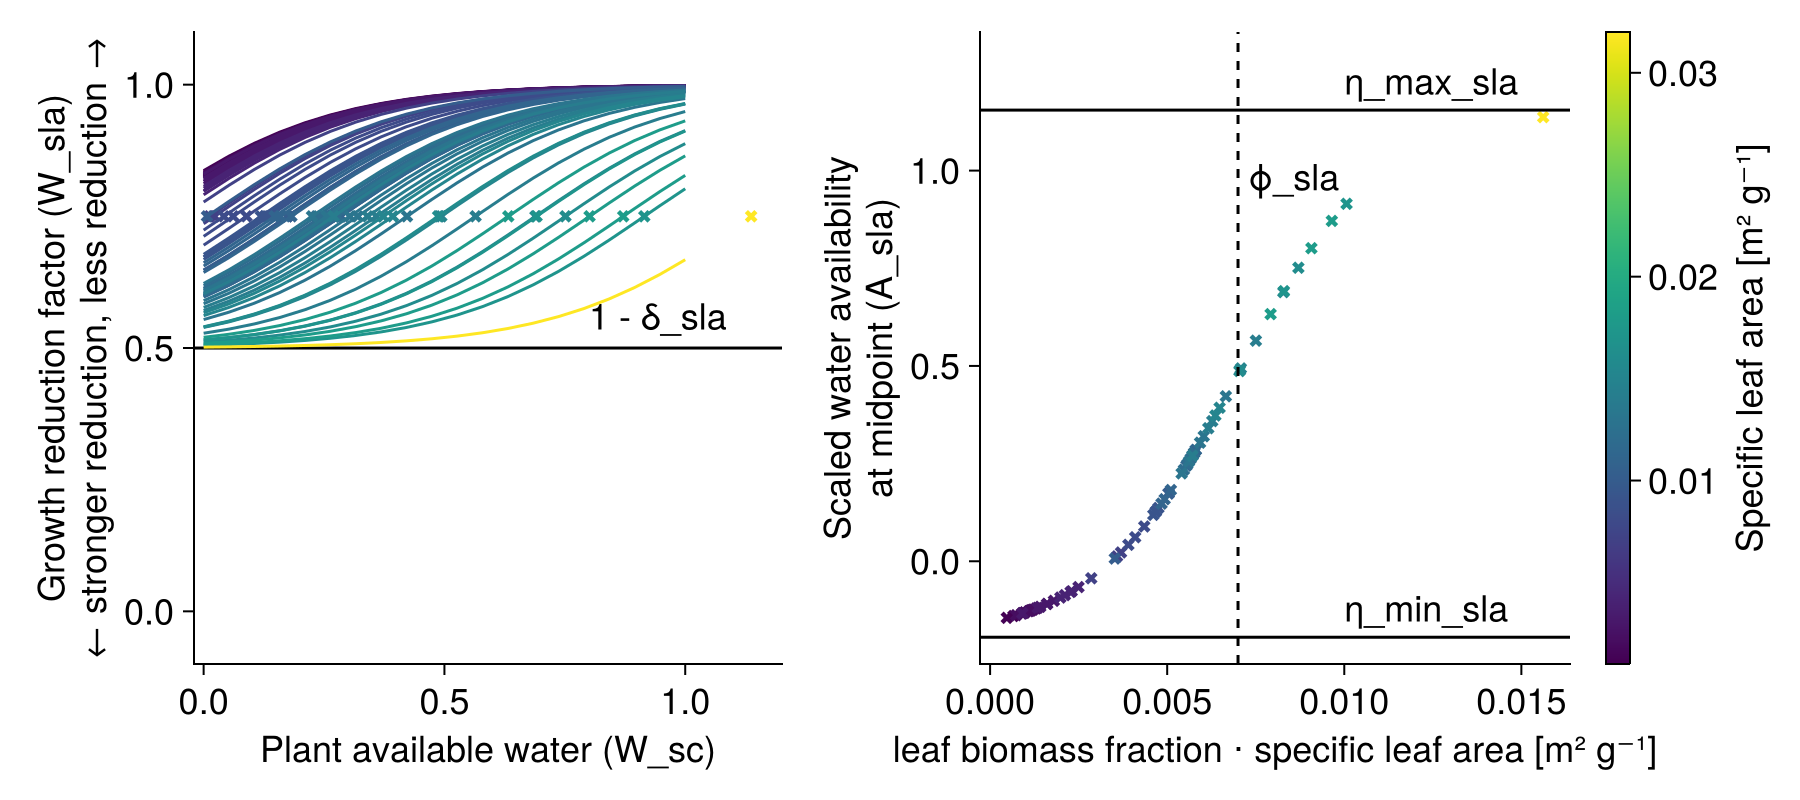 Growth reduction factor (W_sla)
← stronger reduction, less reduction →
1.0
0.5
0.0
1 - δ_sla
0.0
0.5
1.0
Plant available water (W_sc)
Scaled water availability
at midpoint (A_sla)
1.0
0.5
0.0
η_max_sla
ϕ_sla
η_min_sla
0.000
0.005
0.010
0.015
leaf biomass fraction · specific leaf area [m² g⁻¹]
0.03
0.02
0.01
Specific leaf area [m² g⁻¹]